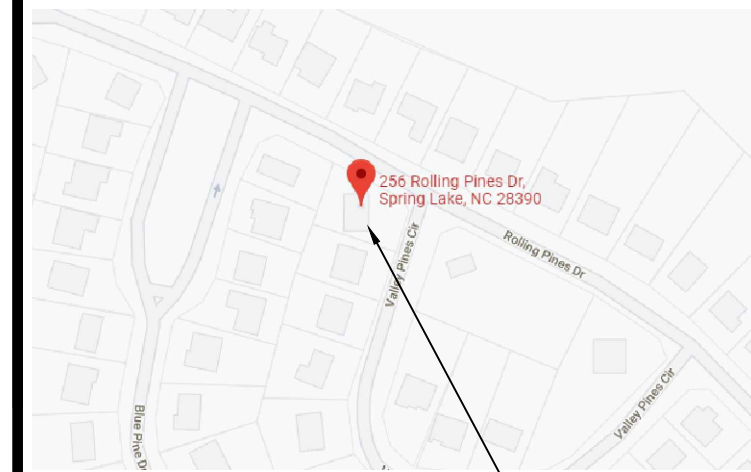 256 Rolling Pines Dr,
Spring Lake, NC 28390
Rolling Pines Dr
Valley Pines Cir
Valley Pines Cir
Blue Pine D